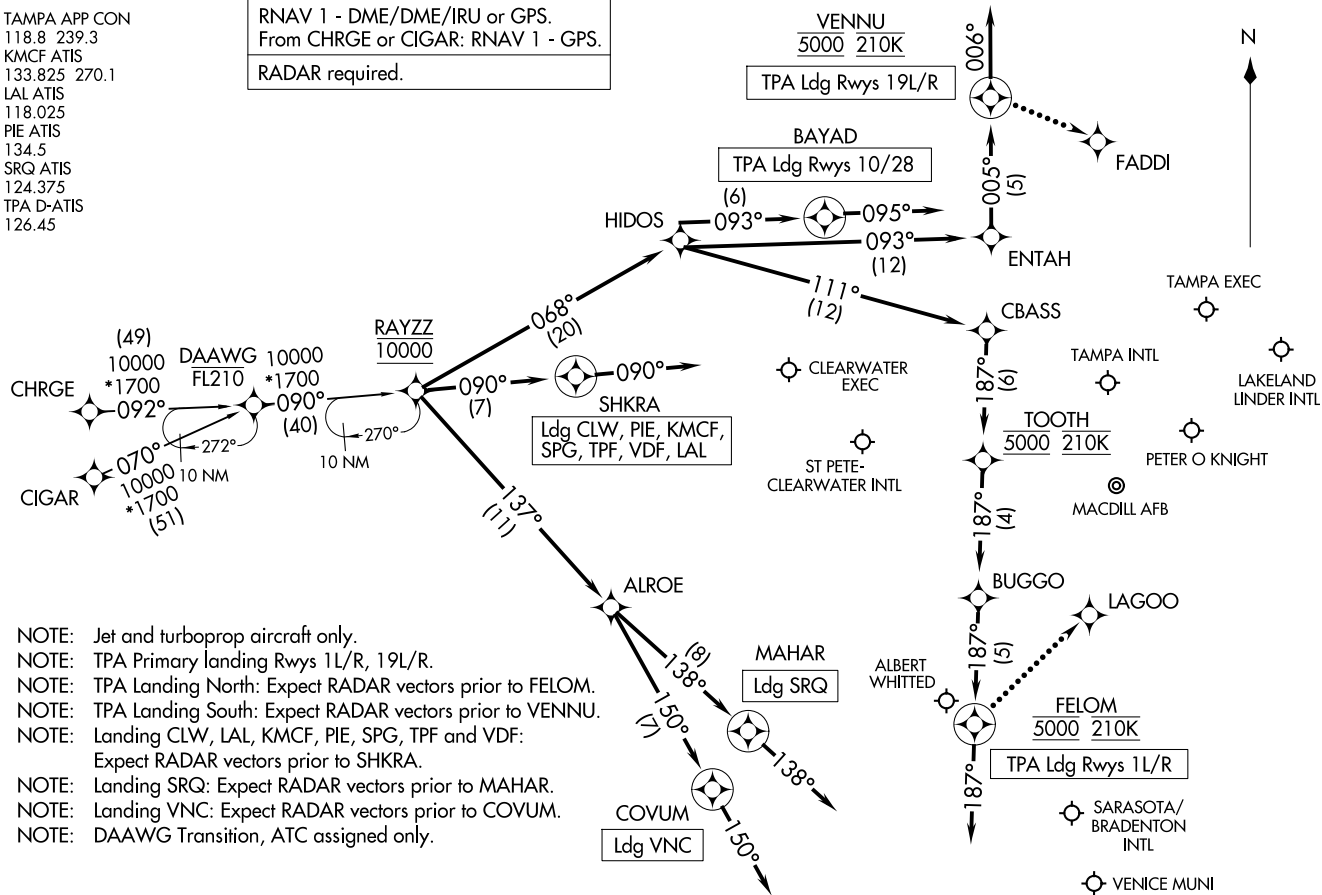 TAMPA APP CON
118.8 239.3
KMCF ATIS
133.825 270.1
LAL ATIS
118.025
PIE ATIS
134.5
SRQ ATIS
124.375
TPA D-ATIS
126.45
RNAV 1 - DME/DME/IRU or GPS.
From CHRGE or CIGAR: RNAV 1 - GPS.
RADAR required.
VENNU
5000 210K
TPA Ldg Rwys 19L/R
006°
N
FADDI
005°
(5)
BAYAD
TPA Ldg Rwys 10/28
(6)
093°
095°
HIDOS
093°
(12)
ENTAH
111°
(12)
CBASS
068°
(20)
RAYZZ
10000
(49)
10000
*1700
CHRGE
092°
DAAWG
FL210
10000
*1700
090°
(40)
272°
10 NM
270°
10 NM
CIGAR
070°
10000
*1700
(51)
090°
(7)
090°
SHKRA
Ldg CLW, PIE, KMCF,
SPG, TPF, VDF, LAL
CLEARWATER
EXEC
ST PETE-
CLEARWATER INTL
187°
(6)
TOOTH
5000 210K
187°
(4)
TAMPA EXEC
TAMPA INTL
LAKELAND
LINDER INTL
PETER O KNIGHT
MACDILL AFB
137°
(11)
ALROE
BUGGO
LAGOO
187°
(5)
ALBERT
WHITTED
FELOM
5000 210K
TPA Ldg Rwys 1L/R
187°
(8)
138°
MAHAR
Ldg SRQ
138°
150°
(7)
COVUM
Ldg VNC
150°
SARASOTA/
BRADENTON
INTL
VENICE MUNI
NOTE: Jet and turboprop aircraft only.
NOTE: TPA Primary landing Rwys 1L/R, 19L/R.
NOTE: TPA Landing North: Expect RADAR vectors prior to FELOM.
NOTE: TPA Landing South: Expect RADAR vectors prior to VENNU.
NOTE: Landing CLW, LAL, KMCF, PIE, SPG, TPF and VDF:
Expect RADAR vectors prior to SHKRA.
NOTE: Landing SRQ: Expect RADAR vectors prior to MAHAR.
NOTE: Landing VNC: Expect RADAR vectors prior to COVUM.
NOTE: DAAWG Transition, ATC assigned only.